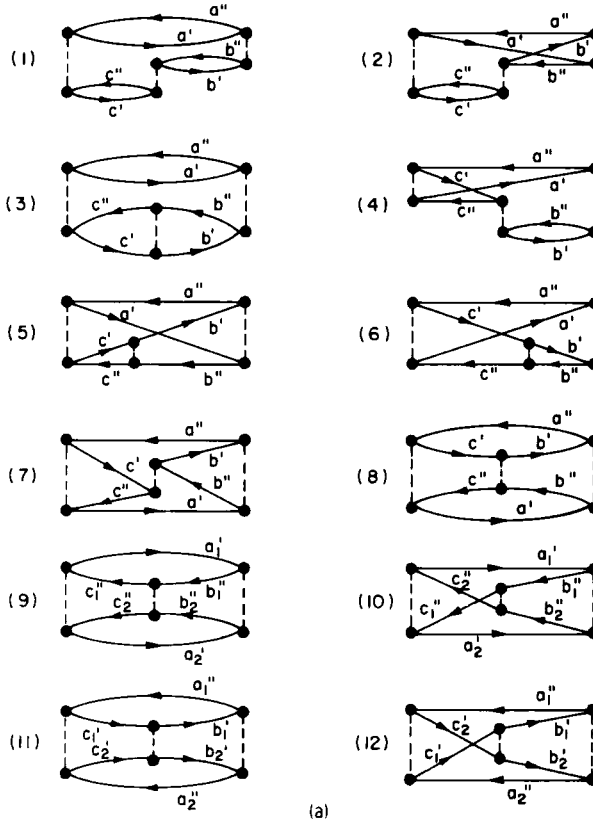 (1) a" a' b" b' c" c'
(2) a" a' b' b" c" c'
(3) a" a' c" b" c' b'
(4) a" c' a' c" b" b'
(5) a" a' b' c' c" b"
(6) a" c' a' b' c" b"
(7) a" b' c' b" c" a'
(8) a" c' b' c" b" a'
(9) a₁' c₁" b₁" c₂" b₂" a₂'
(10) a₁' c₂" b₁" c₁" b₂" a₂'
(11) a₁" c₁' b₁' c₂' b₂' a₂"
(12) a₁" c₂' b₁' c₁' b₂' a₂"
(a)